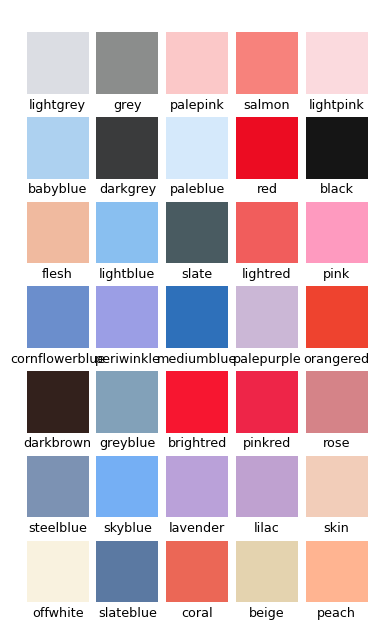 lightgrey grey palepink salmon lightpink
babyblue darkgrey paleblue red black
flesh lightblue slate lightred pink
cornflowerblue periwinkle mediumblue palepurple orangered
darkbrown greyblue brightred pinkred rose
steelblue skyblue lavender lilac skin
offwhite slateblue coral beige peach